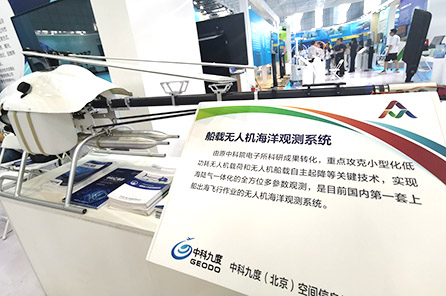 船载无人机海洋观测系统
由原中科院电子所科研成果转化，重点攻克小型化低
功耗无人机载荷和无人机船载自主起降等关键技术，实现
海陆气一体化的全方位多参数观测，是目前国内第一套上
船出海飞行作业的无人机海洋观测系统。
中科九度
GEODO
中科九度（北京）空间信息